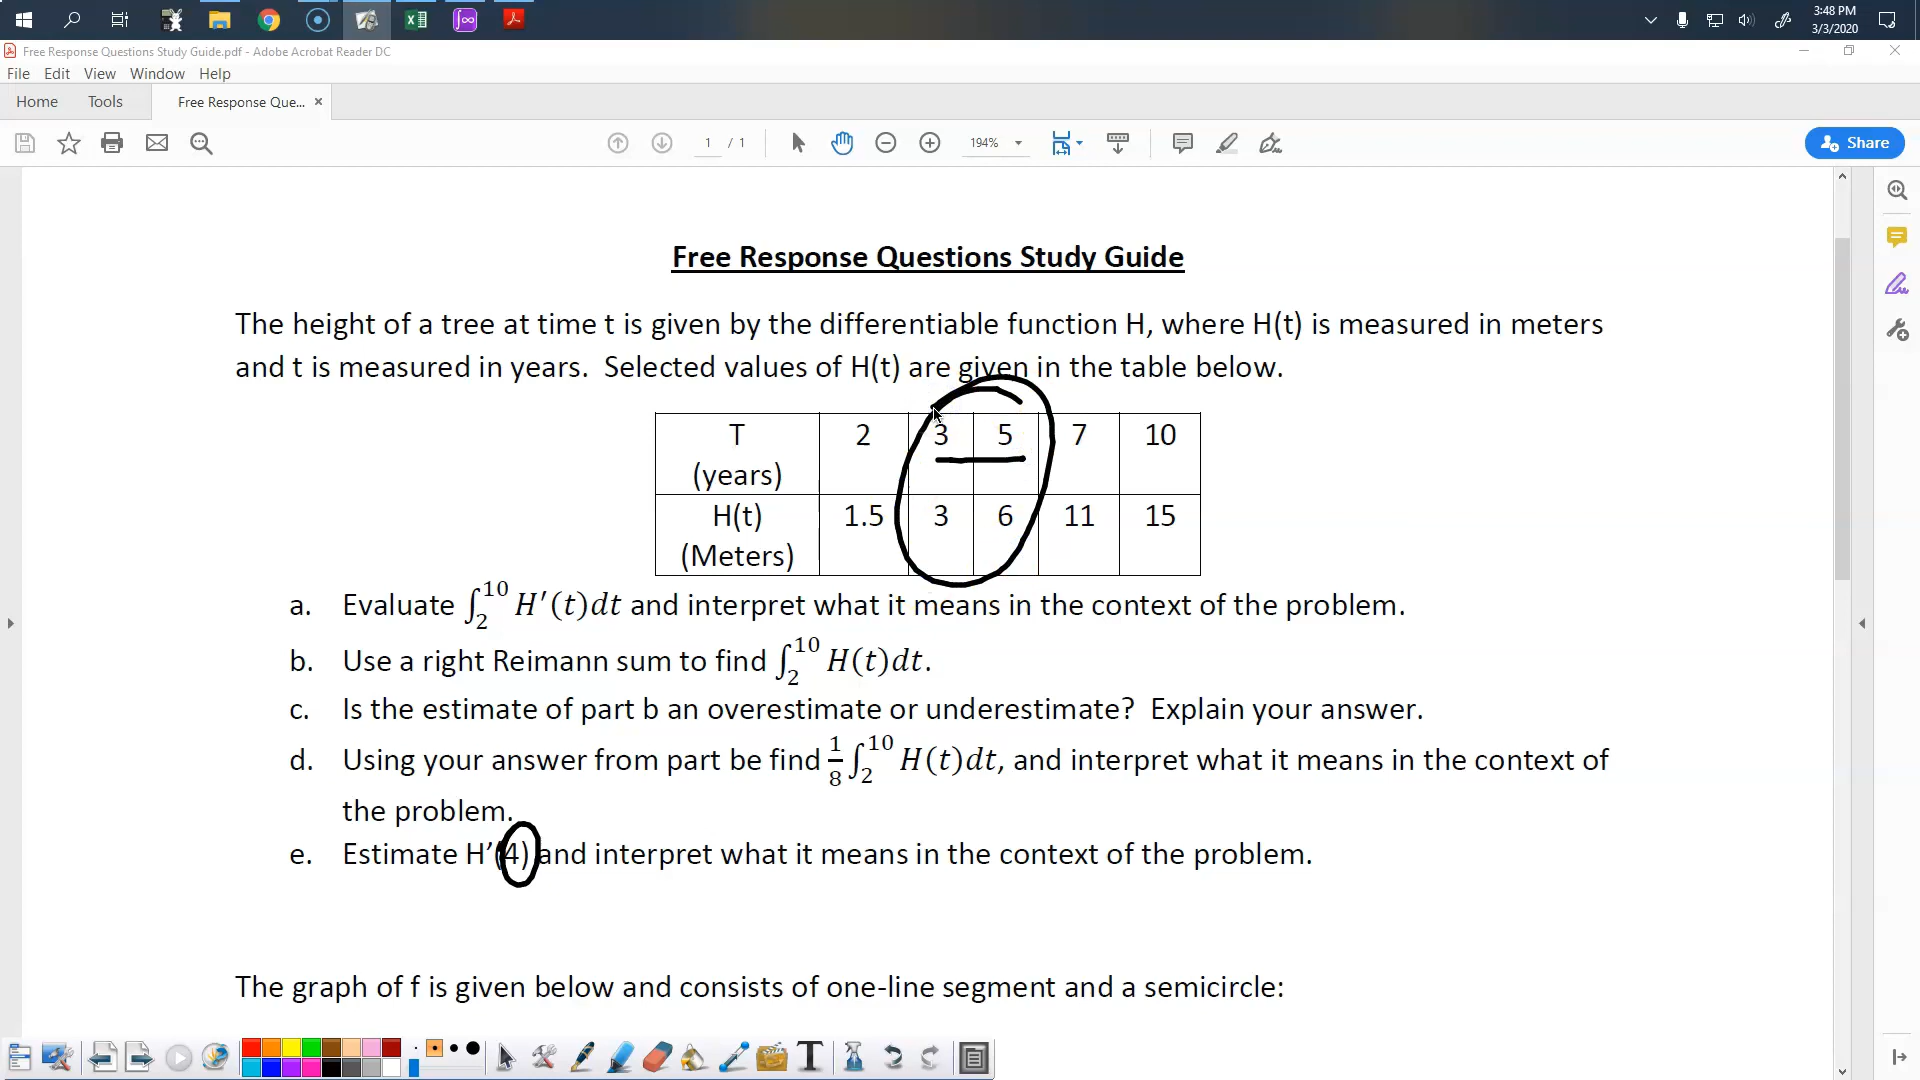 3:48 PM
3/3/2020
Free Response Questions Study Guide.pdf - Adobe Acrobat Reader DC
File Edit View Window Help
Home Tools Free Response Que... ×
1 / 1 194% Share
Free Response Questions Study Guide
The height of a tree at time t is given by the differentiable function H, where H(t) is measured in meters
and t is measured in years. Selected values of H(t) are given in the table below.
T (years) 2 3 5 7 10
H(t) (Meters) 1.5 3 6 11 15
a. Evaluate ∫₂¹⁰ H′(t)dt and interpret what it means in the context of the problem.
b. Use a right Reimann sum to find ∫₂¹⁰ H(t)dt.
c. Is the estimate of part b an overestimate or underestimate? Explain your answer.
d. Using your answer from part be find 1/8 ∫₂¹⁰ H(t)dt, and interpret what it means in the context of
the problem.
e. Estimate H’(4) and interpret what it means in the context of the problem.
The graph of f is given below and consists of one-line segment and a semicircle: